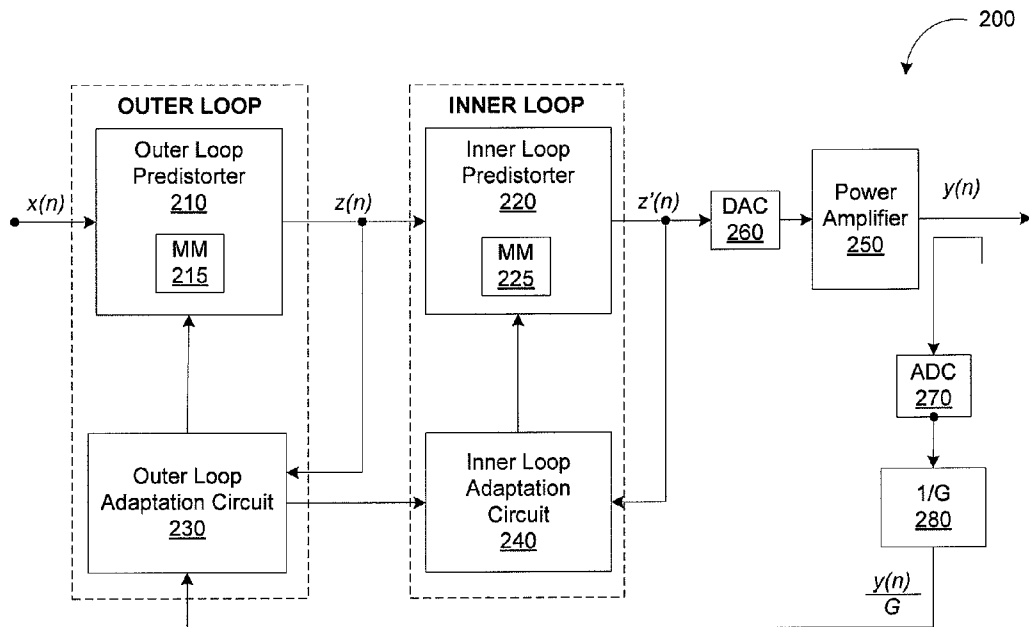 200
OUTER LOOP
INNER LOOP
Outer Loop
Predistorter
210
MM
215
Inner Loop
Predistorter
220
MM
225
x(n)
z(n)
z'(n)
DAC
260
Power
Amplifier
250
y(n)
ADC
270
Outer Loop
Adaptation Circuit
230
Inner Loop
Adaptation
Circuit
240
1/G
280
y(n)
G